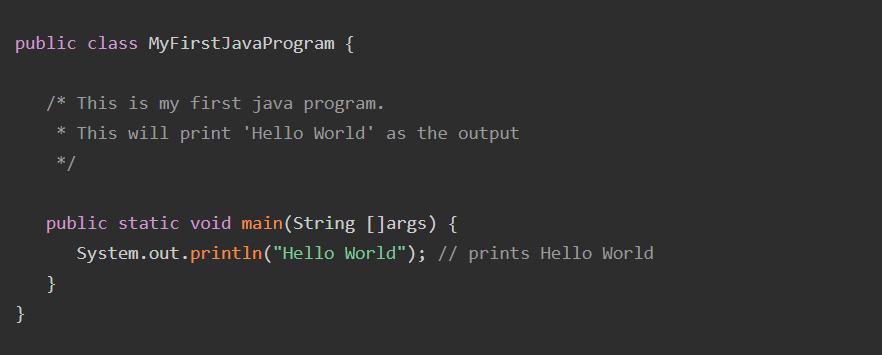 public class MyFirstJavaProgram {
/* This is my first java program.
* This will print 'Hello World' as the output
*/
public static void main(String []args) {
System.out.println("Hello World"); // prints Hello World
}
}